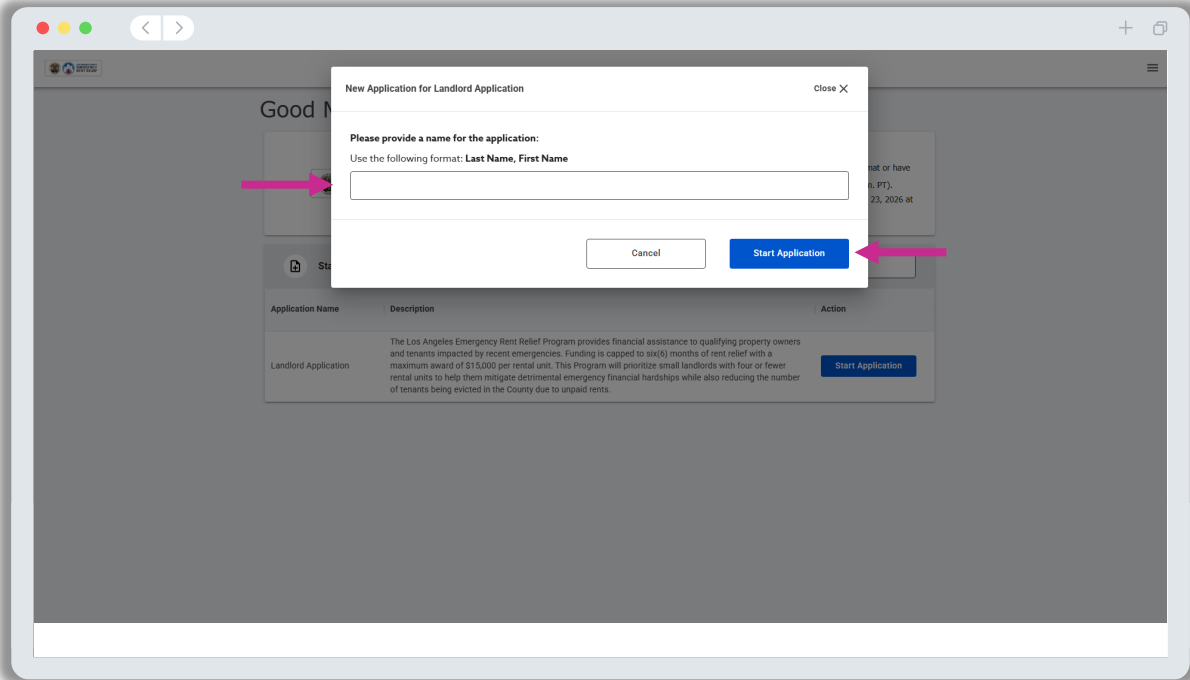 New Application for Landlord Application
Close
Good
Please provide a name for the application:
Use the following format: Last Name, First Name
mat or have
PT).
23, 2026 at
Cancel
Start Application
Application Name
Description
Action
Landlord Application
The Los Angeles Emergency Rent Relief Program provides financial assistance to qualifying property owners
and tenants impacted by recent emergencies. Funding is capped to six(6) months of rent relief with a
maximum award of $15,000 per rental unit. This Program will prioritize small landlords with four or fewer
rental units to help them mitigate detrimental emergency financial hardships while also reducing the number
of tenants being evicted in the County due to unpaid rents.
Start Application